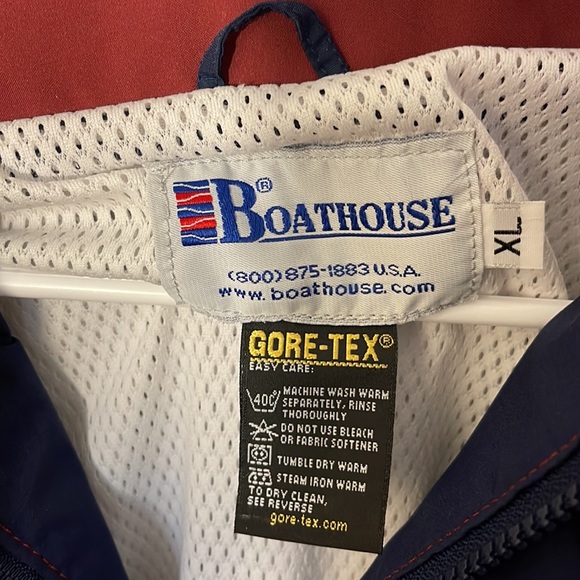 BOATHOUSE®
XL
(800) 875-1883 U.S.A.
www.boathouse.com
GORE-TEX®
EASY CARE:
40C MACHINE WASH WARM
SEPARATELY, RINSE
THOROUGHLY
DO NOT USE BLEACH
OR FABRIC SOFTENER
TUMBLE DRY WARM
STEAM IRON WARM
TO DRY CLEAN,
SEE REVERSE
gore-tex.com